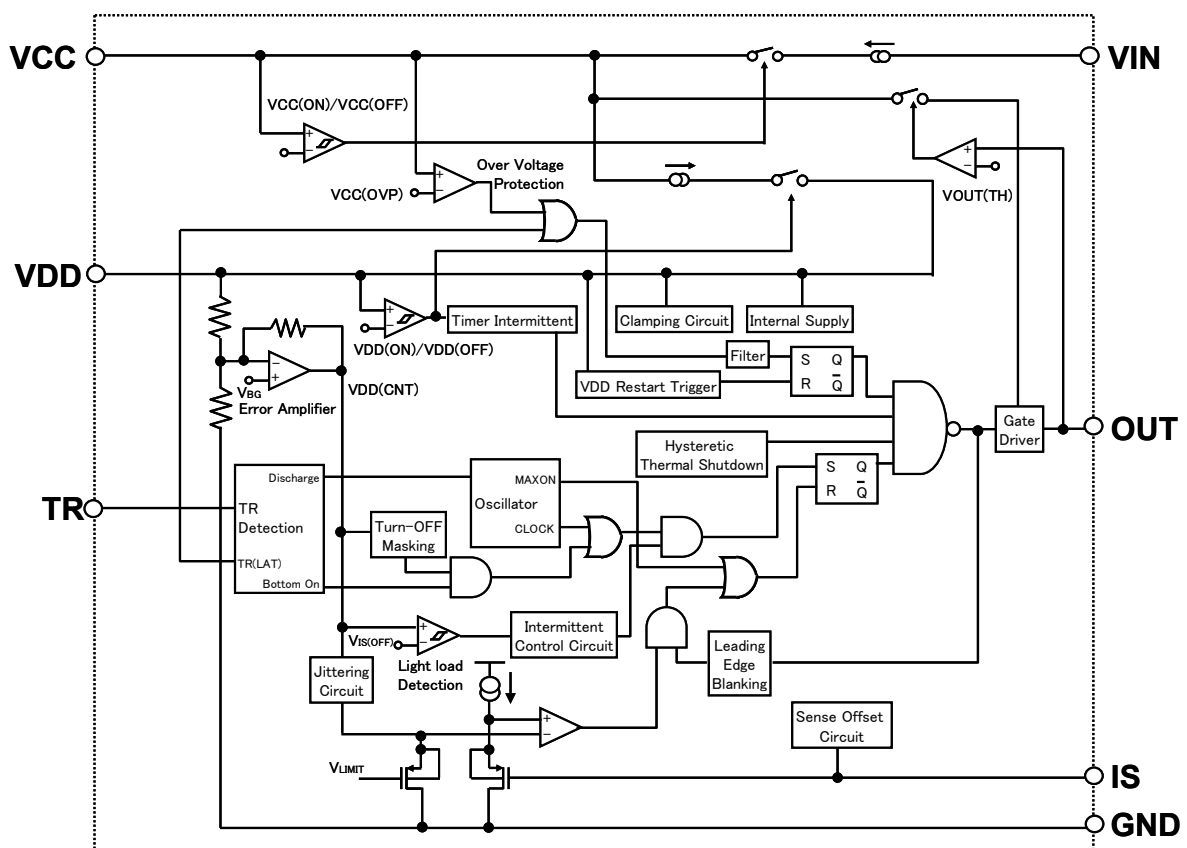 VCC
VIN
VCC(ON)/VCC(OFF)
+
−
Over Voltage
Protection
+
−
VCC(OVP)
+
−
VOUT(TH)
VDD
+
−
Timer Intermittent
Clamping Circuit
Internal Supply
VDD(ON)/VDD(OFF)
Filter
S Q
R Q̅
VDD Restart Trigger
−
+
VBG
Error Amplifier
VDD(CNT)
Gate
Driver
OUT
Hysteretic
Thermal Shutdown
S Q
R Q̅
TR
Discharge
TR
Detection
TR(LAT)
Bottom On
MAXON
Oscillator
CLOCK
Turn-OFF
Masking
+
−
VIS(OFF)
Intermittent
Control Circuit
Light load
Detection
Leading
Edge
Blanking
Jittering
Circuit
+
−
Sense Offset
Circuit
VLIMIT
IS
GND